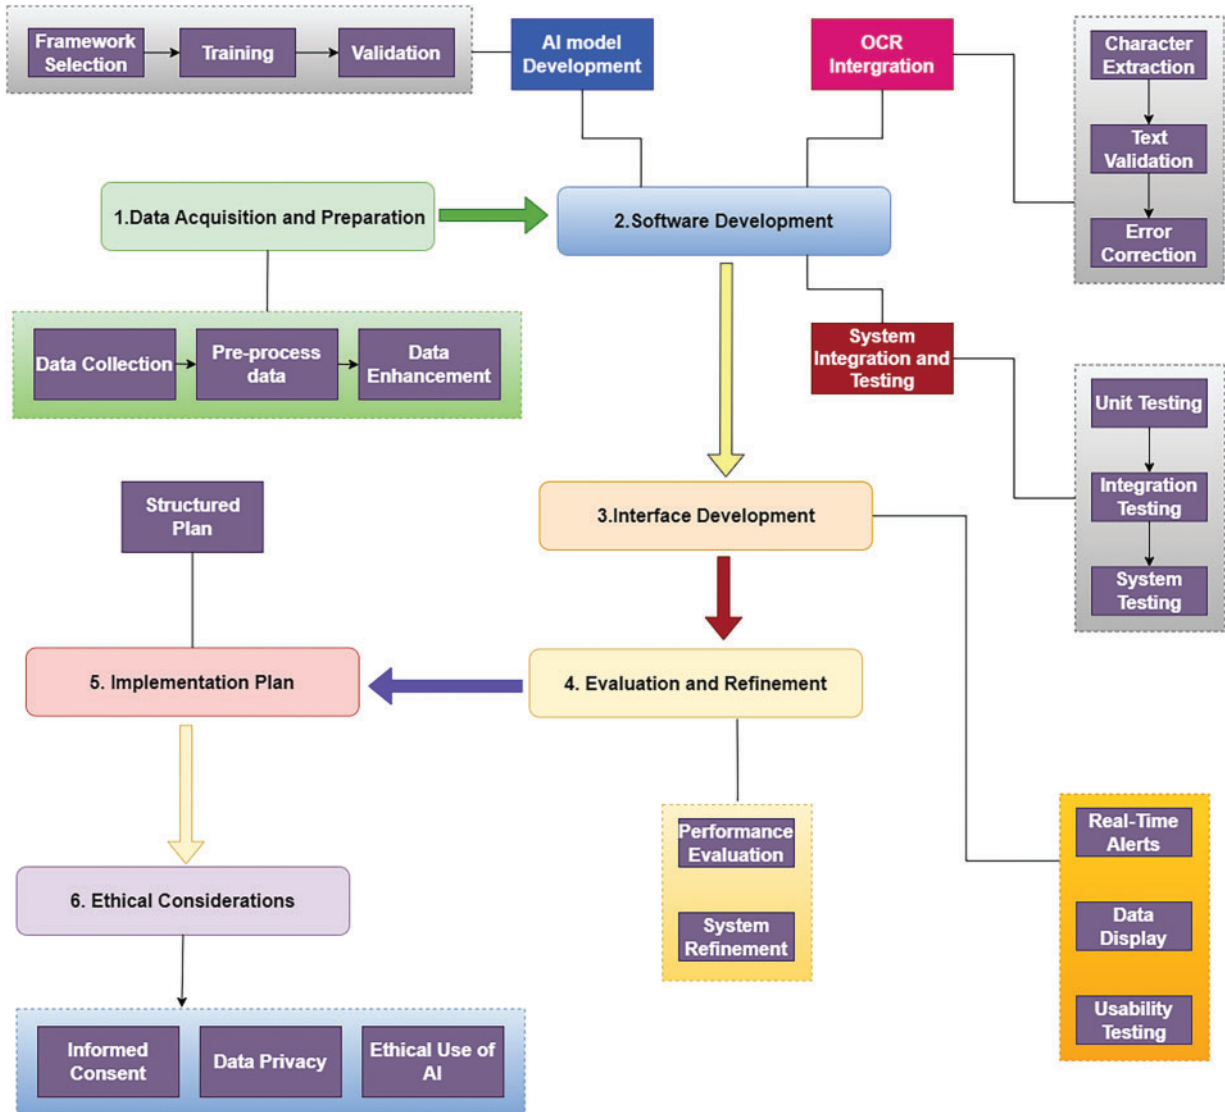 Framework
Selection
Training
Validation
AI model
Development
OCR
Intergration
Character
Extraction
Text
Validation
Error
Correction
1.Data Acquisition and Preparation
2.Software Development
Data Collection
Pre-process
data
Data
Enhancement
System
Integration and
Testing
Unit Testing
Integration
Testing
System
Testing
3.Interface Development
Structured
Plan
5. Implementation Plan
4. Evaluation and Refinement
Performance
Evaluation
System
Refinement
Real-Time
Alerts
Data
Display
Usability
Testing
6. Ethical Considerations
Informed
Consent
Data Privacy
Ethical Use of
AI